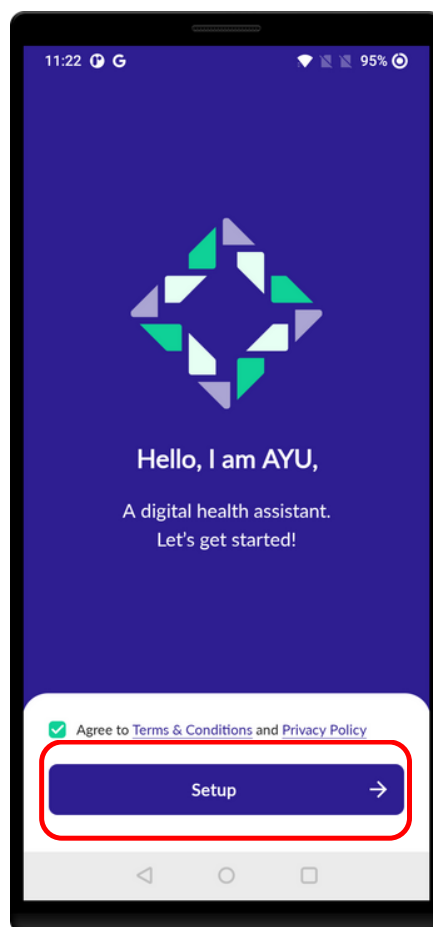 11:22 G 95%
Hello, I am AYU,
A digital health assistant.
Let's get started!
Agree to Terms & Conditions and Privacy Policy
Setup